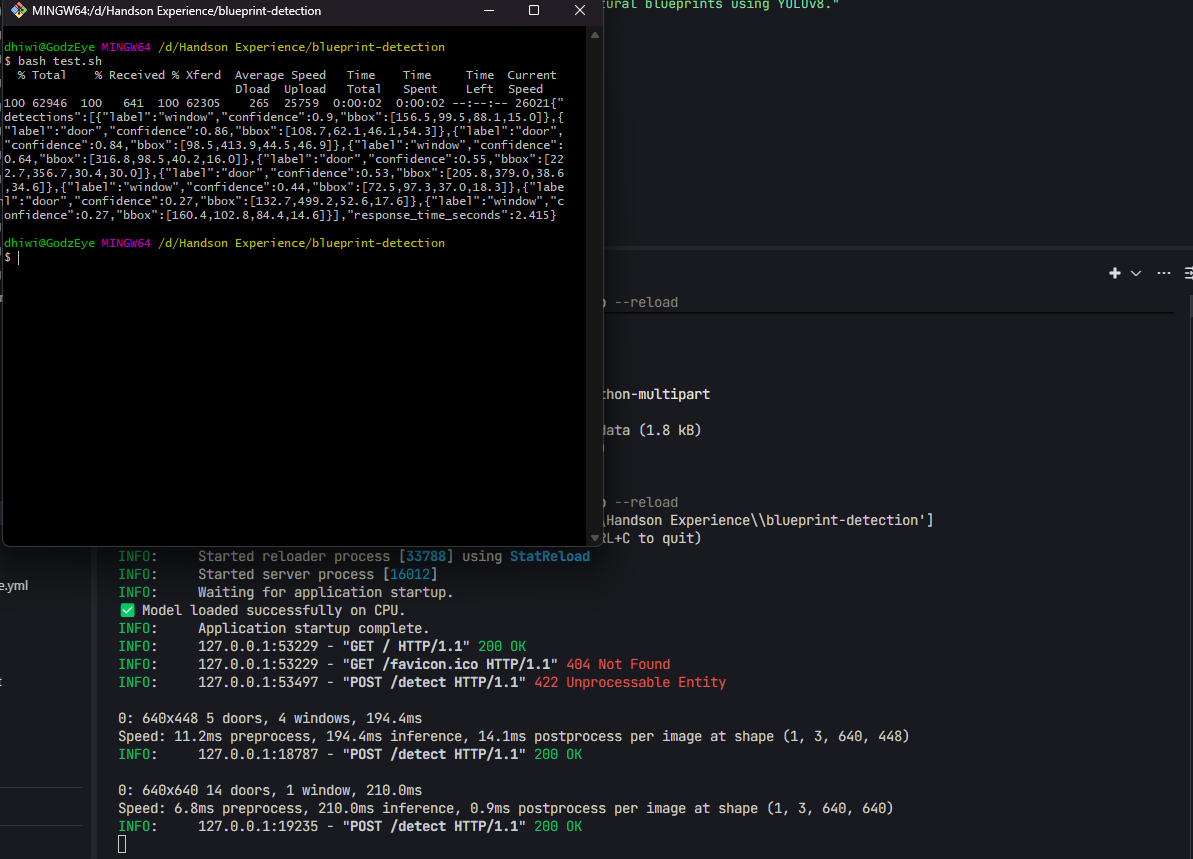 MINGW64:/d/Handson Experience/blueprint-detection
dhiwi@GodzEye MINGW64 /d/Handson Experience/blueprint-detection
$ bash test.sh
% Total % Received % Xferd Average Speed Time Time Time Current
Dload Upload Total Spent Left Speed
100 62946 100 641 100 62305 265 25759 0:00:02 0:00:02 --:--:-- 26021{"
detections":[{"label":"window","confidence":0.9,"bbox":[156.5,99.5,88.1,15.0]},{
"label":"door","confidence":0.86,"bbox":[108.7,62.1,46.1,54.3]},{"label":"door",
"confidence":0.84,"bbox":[98.5,413.9,44.5,46.9]},{"label":"window","confidence":
0.64,"bbox":[316.8,98.5,40.2,16.0]},{"label":"door","confidence":0.55,"bbox":[22
2.7,356.7,30.4,30.0]},{"label":"door","confidence":0.53,"bbox":[205.8,379.0,38.6
,34.6]},{"label":"window","confidence":0.44,"bbox":[72.5,97.3,37.0,18.3]},{"labe
l":"door","confidence":0.27,"bbox":[132.7,499.2,52.6,17.6]},{"label":"window","c
onfidence":0.27,"bbox":[160.4,102.8,84.4,14.6]}],"response_time_seconds":2.415}
dhiwi@GodzEye MINGW64 /d/Handson Experience/blueprint-detection
$
tural blueprints using YOLOv8."
--reload
thon-multipart
data (1.8 kB)
--reload
\Handson Experience\\blueprint-detection']
RL+C to quit)
INFO: Started reloader process [33788] using StatReload
INFO: Started server process [16012]
INFO: Waiting for application startup.
✅ Model loaded successfully on CPU.
INFO: Application startup complete.
INFO: 127.0.0.1:53229 - "GET / HTTP/1.1" 200 OK
INFO: 127.0.0.1:53229 - "GET /favicon.ico HTTP/1.1" 404 Not Found
INFO: 127.0.0.1:53497 - "POST /detect HTTP/1.1" 422 Unprocessable Entity
0: 640x448 5 doors, 4 windows, 194.4ms
Speed: 11.2ms preprocess, 194.4ms inference, 14.1ms postprocess per image at shape (1, 3, 640, 448)
INFO: 127.0.0.1:18787 - "POST /detect HTTP/1.1" 200 OK
0: 640x640 14 doors, 1 window, 210.0ms
Speed: 6.8ms preprocess, 210.0ms inference, 0.9ms postprocess per image at shape (1, 3, 640, 640)
INFO: 127.0.0.1:19235 - "POST /detect HTTP/1.1" 200 OK
e.yml